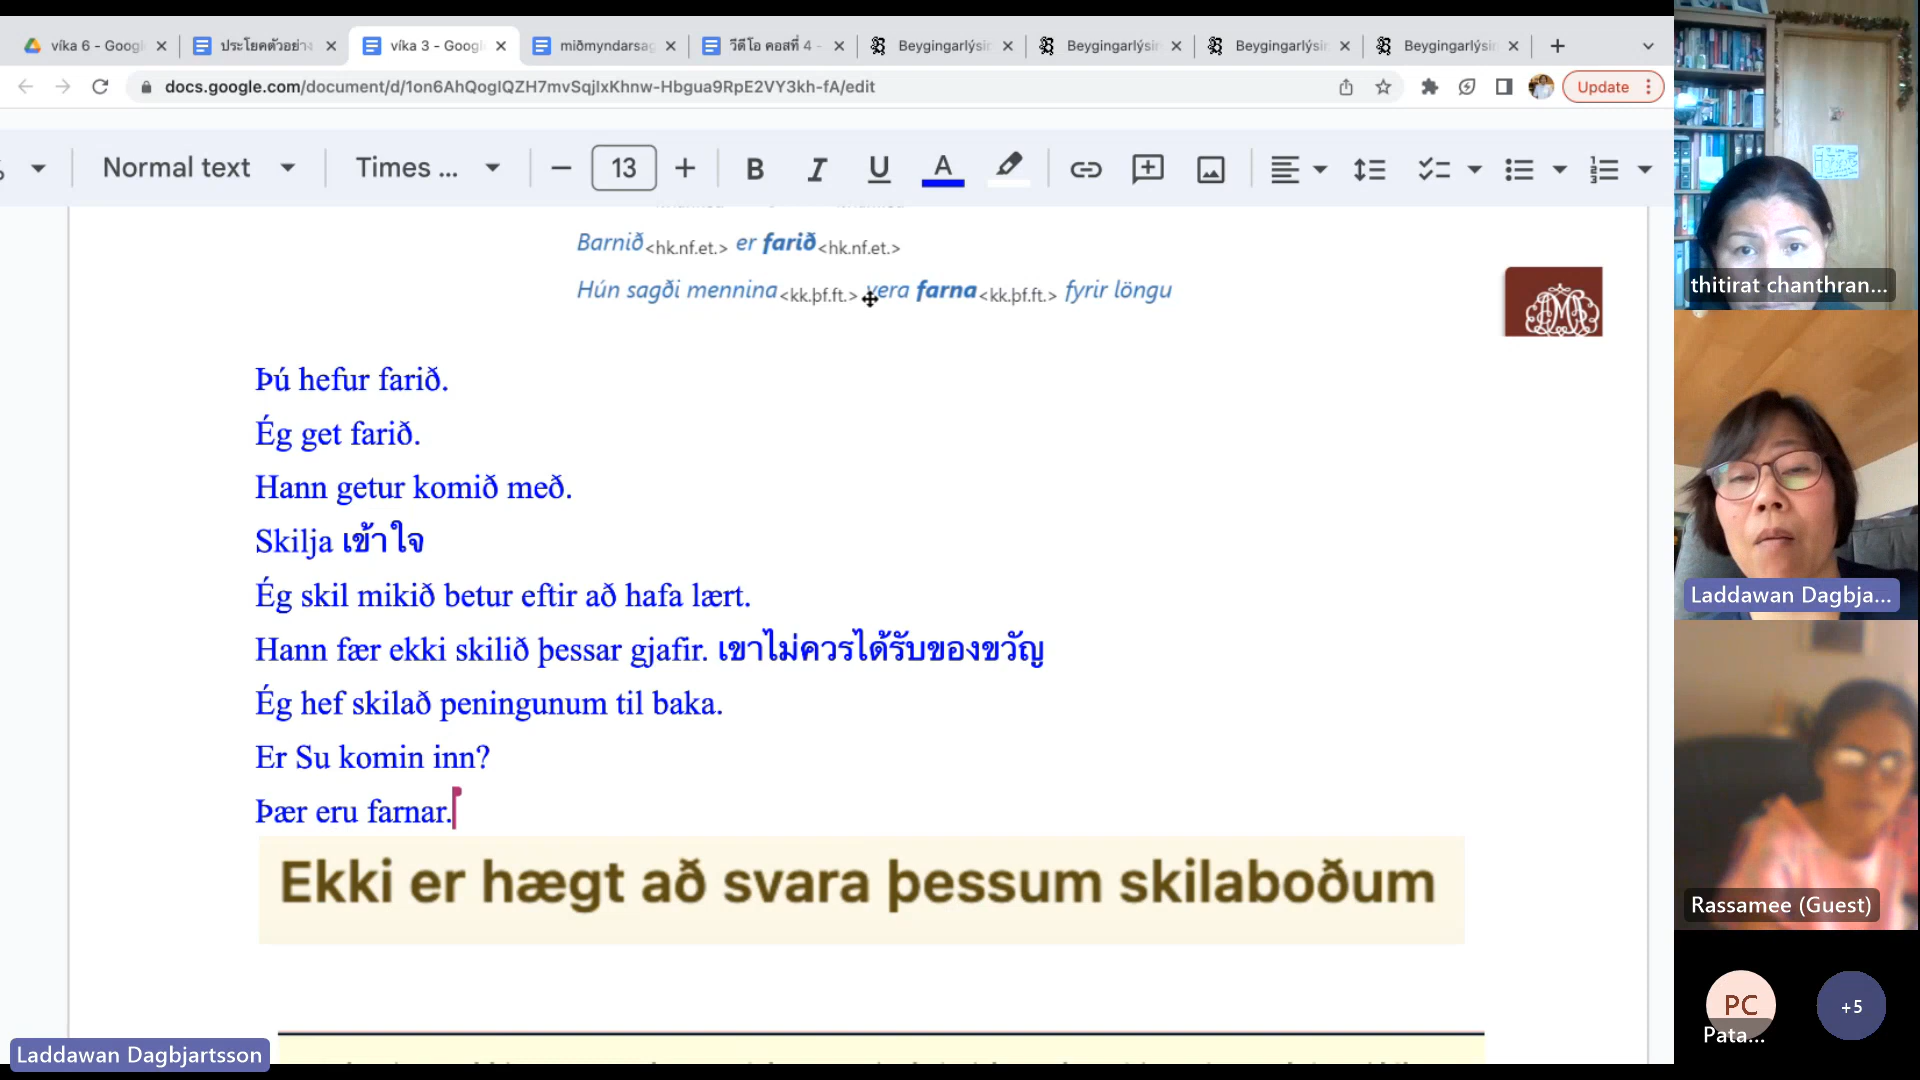 víka 6 - Googl
ประโยคตัวอย่าง
víka 3 - Googl
miðmyndarsag
วีดีโอ คอสที่ 4 -
Beygingarlýsin
Beygingarlýsin
Beygingarlýsin
Beygingarlýsin
docs.google.com/document/d/1on6AhQogIQZH7mvSqjIxKhnw-Hbgua9RpE2VY3kh-fA/edit
Update
Normal text
Times ...
13
B I U A
Barnið<hk.nf.et.> er farið<hk.nf.et.>
Hún sagði mennina<kk.þf.ft.> vera farna<kk.þf.ft.> fyrir löngu
Þú hefur farið.
Ég get farið.
Hann getur komið með.
Skilja เข้าใจ
Ég skil mikið betur eftir að hafa lært.
Hann fær ekki skilið þessar gjafir. เขาไม่ควรได้รับของขวัญ
Ég hef skilað peningunum til baka.
Er Su komin inn?
Þær eru farnar.
Ekki er hægt að svara þessum skilaboðum
Laddawan Dagbjartsson
thitirat chanthran...
Laddawan Dagbja...
Rassamee (Guest)
PC
Pata...
+5